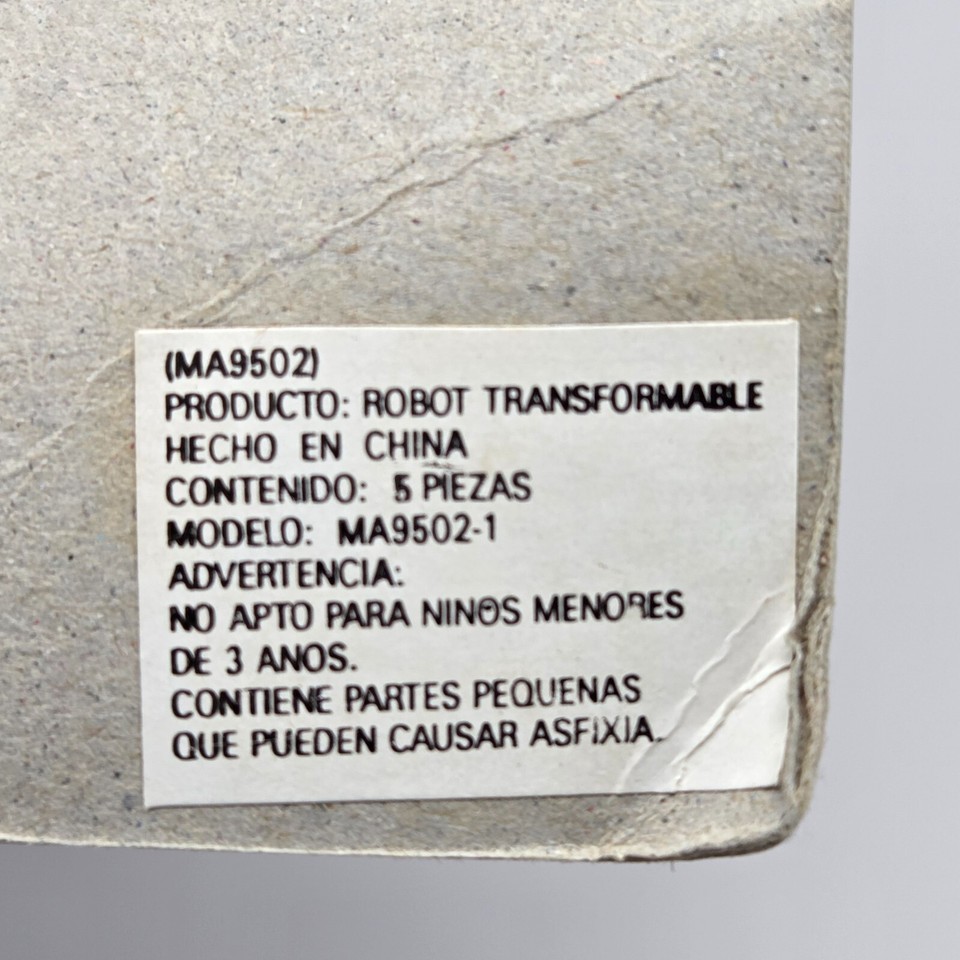 (MA9502)
PRODUCTO: ROBOT TRANSFORMABLE
HECHO EN CHINA
CONTENIDO: 5 PIEZAS
MODELO: MA9502-1
ADVERTENCIA:
NO APTO PARA NINOS MENORES
DE 3 ANOS.
CONTIENE PARTES PEQUENAS
QUE PUEDEN CAUSAR ASFIXIA.